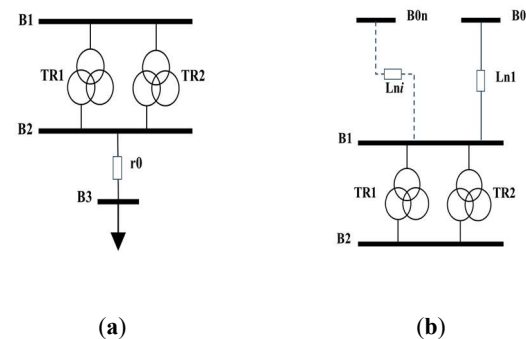 B1
TR1 TR2
B2
r0
B3
(a)
B0n B0
Lni Ln1
B1
TR1 TR2
B2
(b)